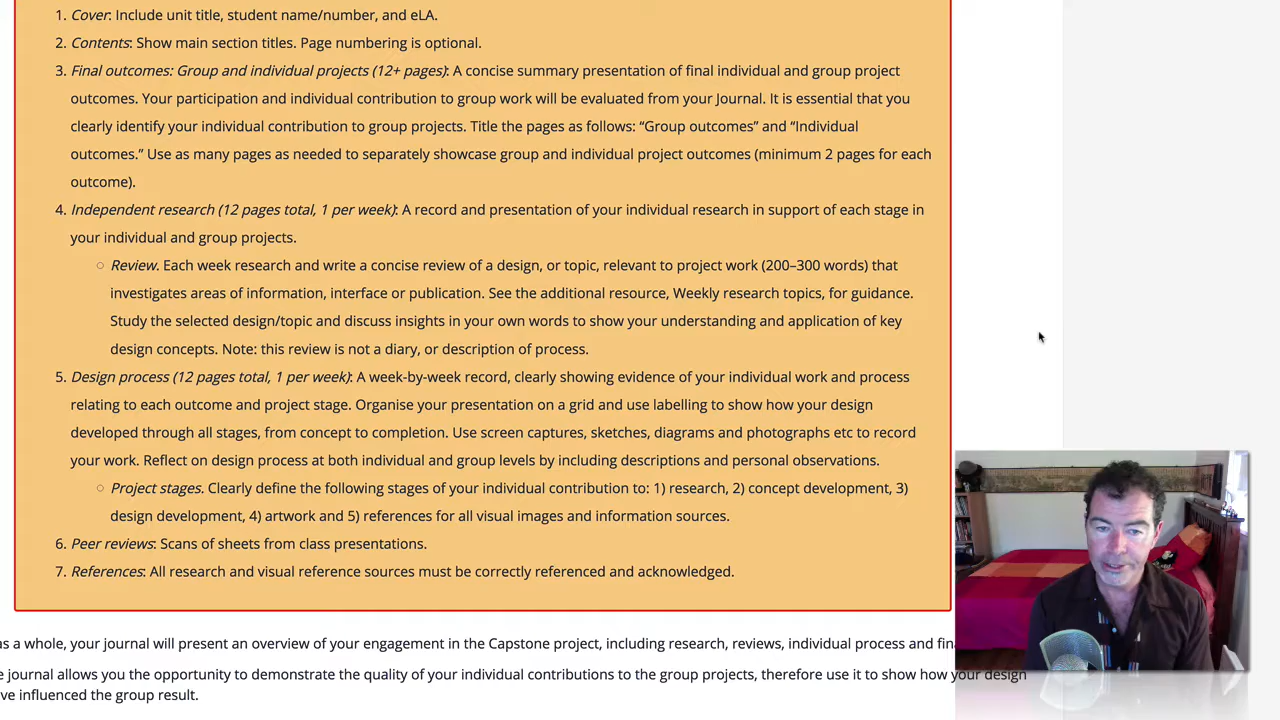 1. Cover: Include unit title, student name/number, and eLA.
2. Contents: Show main section titles. Page numbering is optional.
3. Final outcomes: Group and individual projects (12+ pages): A concise summary presentation of final individual and group project
outcomes. Your participation and individual contribution to group work will be evaluated from your Journal. It is essential that you
clearly identify your individual contribution to group projects. Title the pages as follows: “Group outcomes” and “Individual
outcomes.” Use as many pages as needed to separately showcase group and individual project outcomes (minimum 2 pages for each
outcome).
4. Independent research (12 pages total, 1 per week): A record and presentation of your individual research in support of each stage in
your individual and group projects.
○ Review. Each week research and write a concise review of a design, or topic, relevant to project work (200–300 words) that
investigates areas of information, interface or publication. See the additional resource, Weekly research topics, for guidance.
Study the selected design/topic and discuss insights in your own words to show your understanding and application of key
design concepts. Note: this review is not a diary, or description of process.
5. Design process (12 pages total, 1 per week): A week-by-week record, clearly showing evidence of your individual work and process
relating to each outcome and project stage. Organise your presentation on a grid and use labelling to show how your design
developed through all stages, from concept to completion. Use screen captures, sketches, diagrams and photographs etc to record
your work. Reflect on design process at both individual and group levels by including descriptions and personal observations.
○ Project stages. Clearly define the following stages of your individual contribution to: 1) research, 2) concept development, 3)
design development, 4) artwork and 5) references for all visual images and information sources.
6. Peer reviews: Scans of sheets from class presentations.
7. References: All research and visual reference sources must be correctly referenced and acknowledged.
as a whole, your journal will present an overview of your engagement in the Capstone project, including research, reviews, individual process and
journal allows you the opportunity to demonstrate the quality of your individual contributions to the group projects, therefore use it to show how your design
influenced the group result.